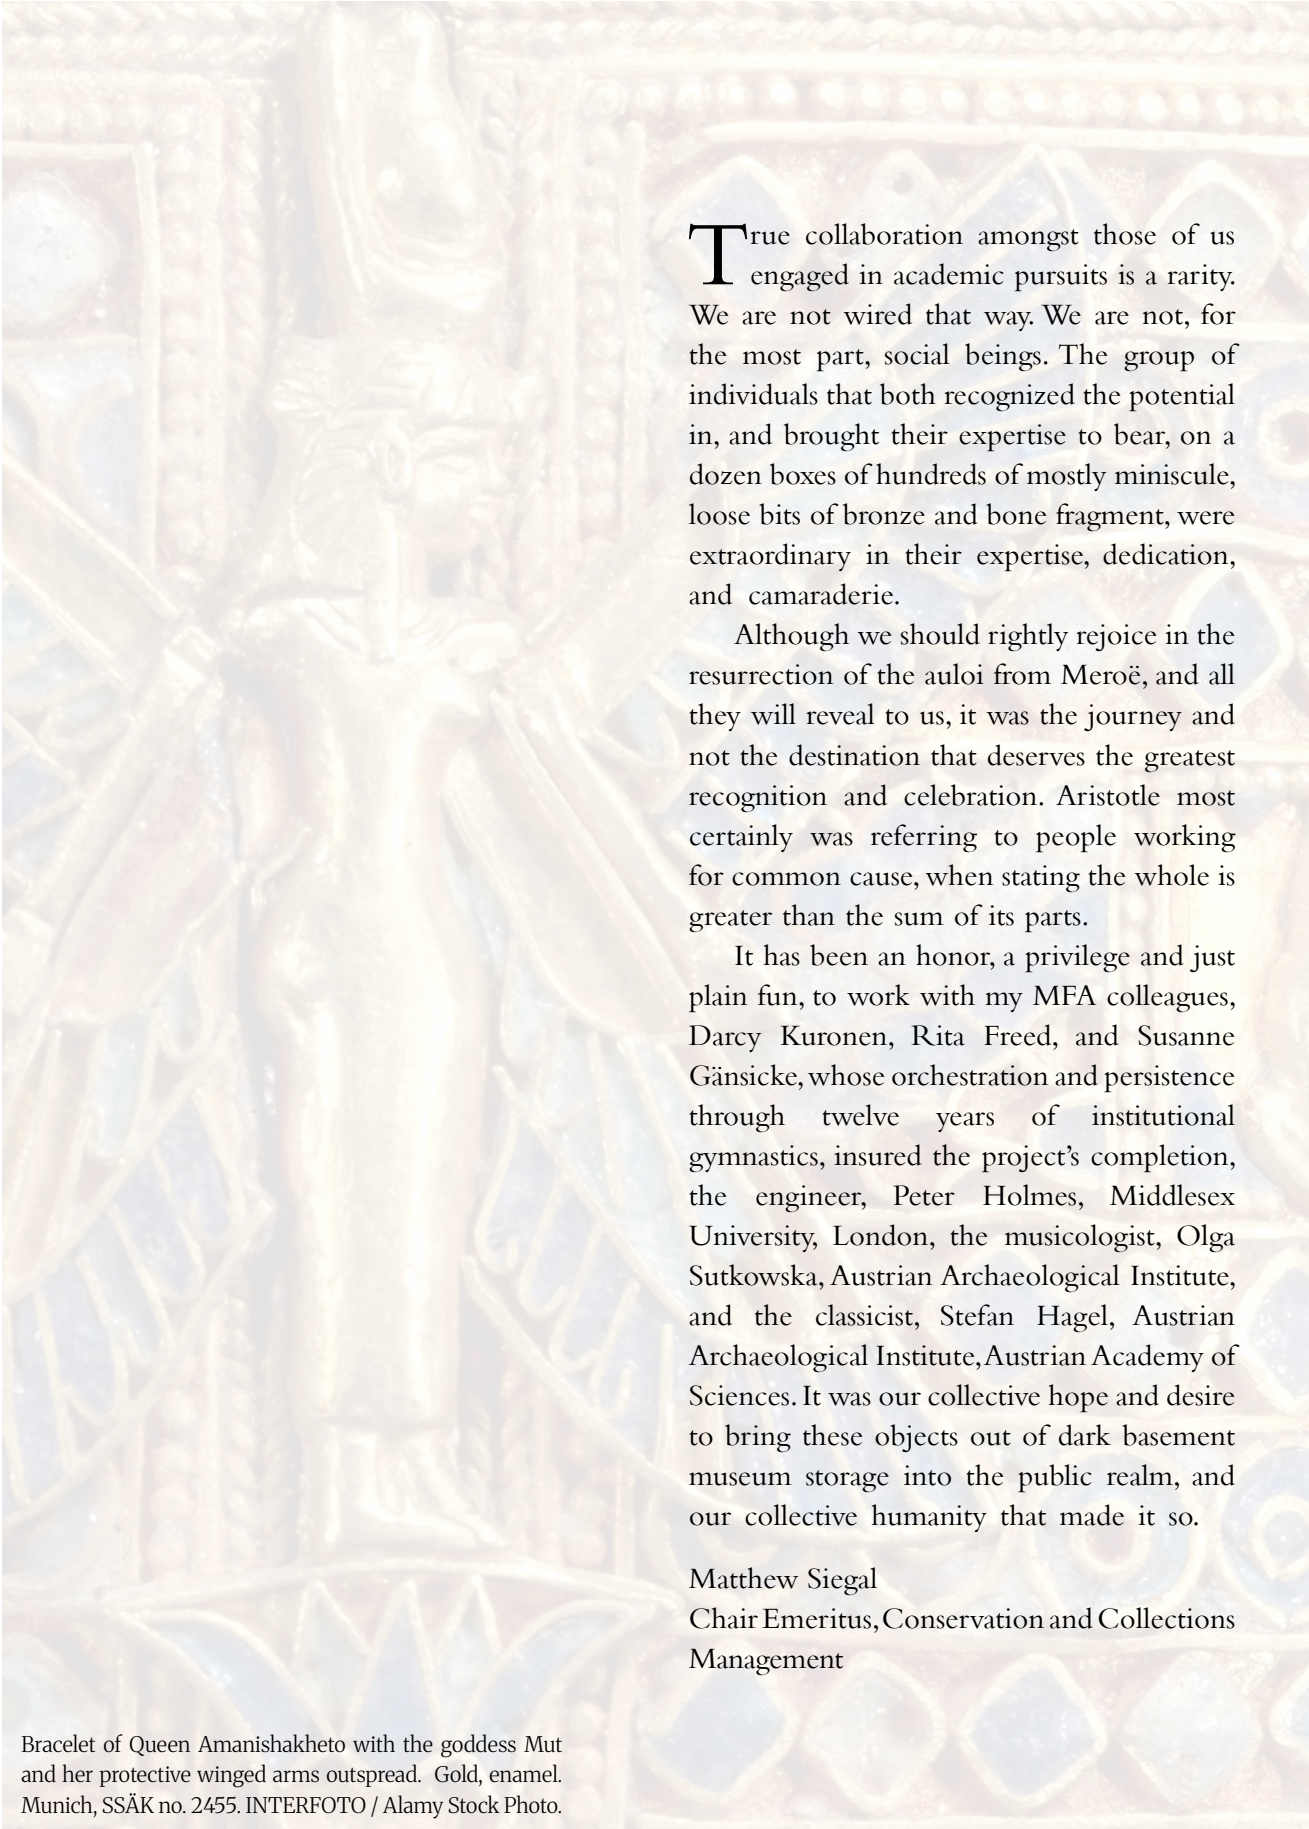 True collaboration amongst those of us
engaged in academic pursuits is a rarity.
We are not wired that way. We are not, for
the most part, social beings. The group of
individuals that both recognized the potential
in, and brought their expertise to bear, on a
dozen boxes of hundreds of mostly miniscule,
loose bits of bronze and bone fragment, were
extraordinary in their expertise, dedication,
and camaraderie.
Although we should rightly rejoice in the
resurrection of the auloi from Meroë, and all
they will reveal to us, it was the journey and
not the destination that deserves the greatest
recognition and celebration. Aristotle most
certainly was referring to people working
for common cause, when stating the whole is
greater than the sum of its parts.
It has been an honor, a privilege and just
plain fun, to work with my MFA colleagues,
Darcy Kuronen, Rita Freed, and Susanne
Gänsicke, whose orchestration and persistence
through twelve years of institutional
gymnastics, insured the project's completion,
the engineer, Peter Holmes, Middlesex
University, London, the musicologist, Olga
Sutkowska, Austrian Archaeological Institute,
and the classicist, Stefan Hagel, Austrian
Archaeological Institute, Austrian Academy of
Sciences. It was our collective hope and desire
to bring these objects out of dark basement
museum storage into the public realm, and
our collective humanity that made it so.
Matthew Siegal
Chair Emeritus, Conservation and Collections
Management
Bracelet of Queen Amanishakheto with the goddess Mut
and her protective winged arms outspread. Gold, enamel.
Munich, SSÄK no. 2455. INTERFOTO / Alamy Stock Photo.